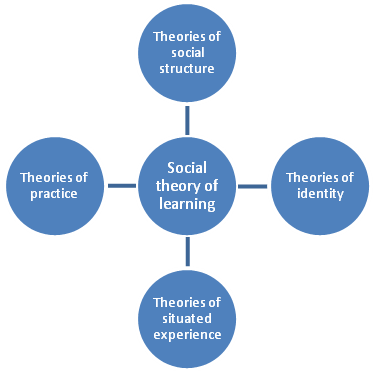 Theories of
social
structure
Theories of
practice
Social
theory of
learning
Theories of
identity
Theories of
situated
experience